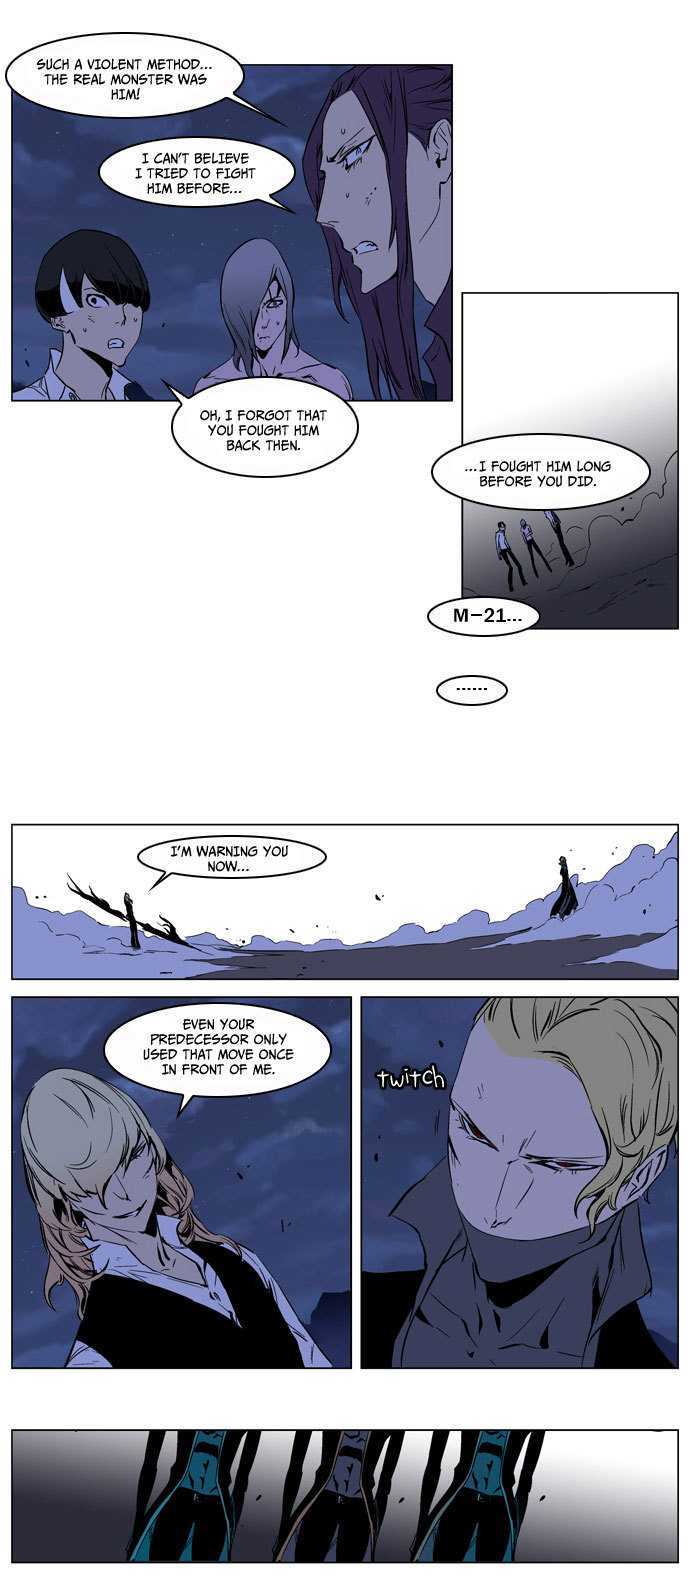 SUCH A VIOLENT METHOD...
THE REAL MONSTER WAS
HIM!
I CAN'T BELIEVE
I TRIED TO FIGHT
HIM BEFORE...
OH, I FORGOT THAT
YOU FOUGHT HIM
BACK THEN.
...I FOUGHT HIM LONG
BEFORE YOU DID.
M-21...
......
I'M WARNING YOU
NOW...
EVEN YOUR
PREDECESSOR ONLY
USED THAT MOVE ONCE
IN FRONT OF ME.
twitch